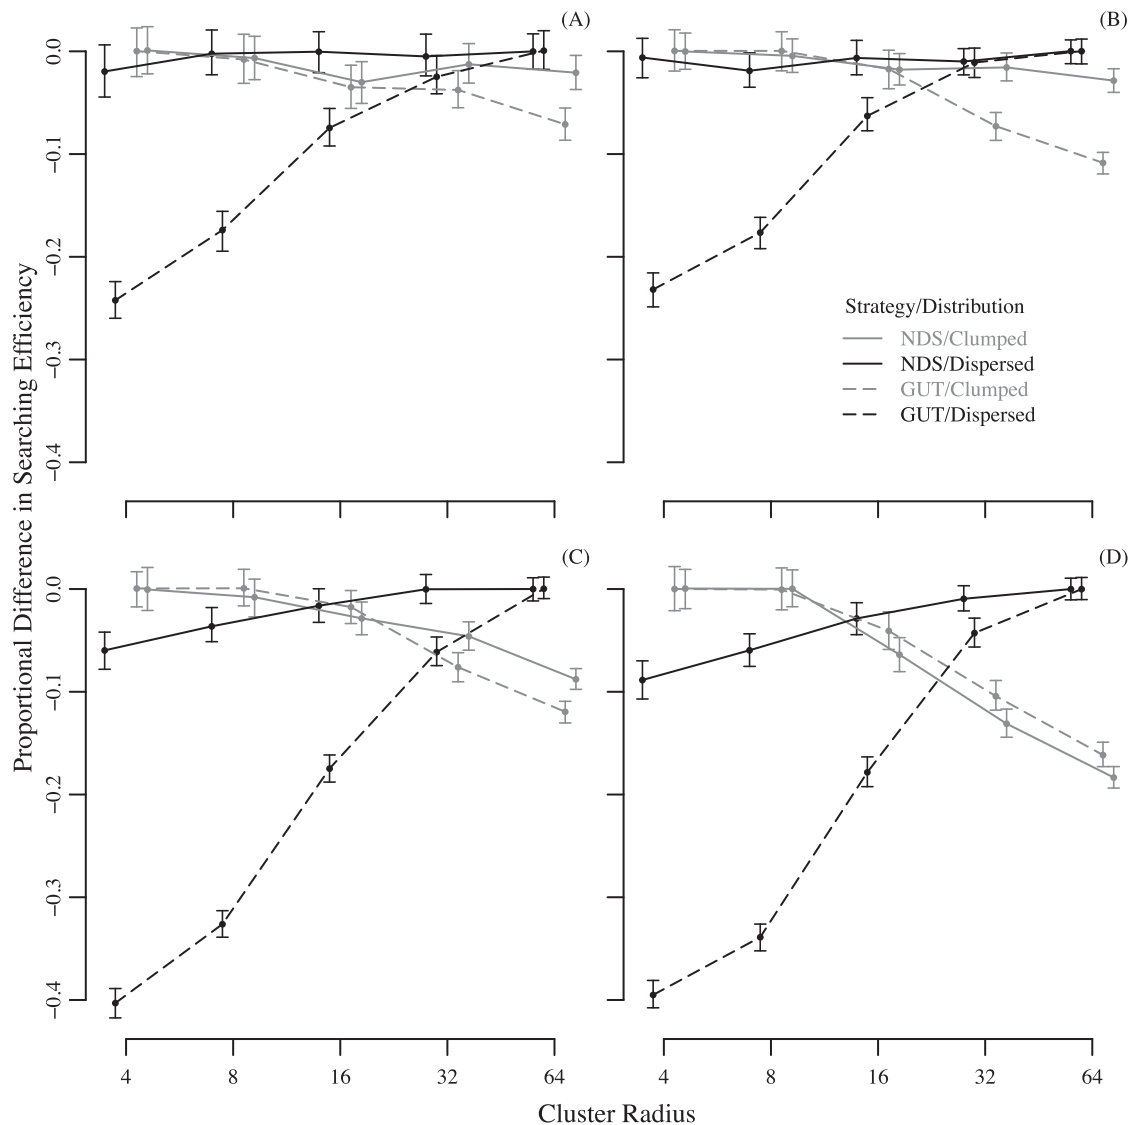 (A)
(B)
0.0
−0.1
−0.2
−0.3
−0.4
Strategy/Distribution
NDS/Clumped
NDS/Dispersed
GUT/Clumped
GUT/Dispersed
Proportional Difference in Searching Efficiency
(C)
(D)
0.0
−0.1
−0.2
−0.3
−0.4
4 8 16 32 64
4 8 16 32 64
Cluster Radius